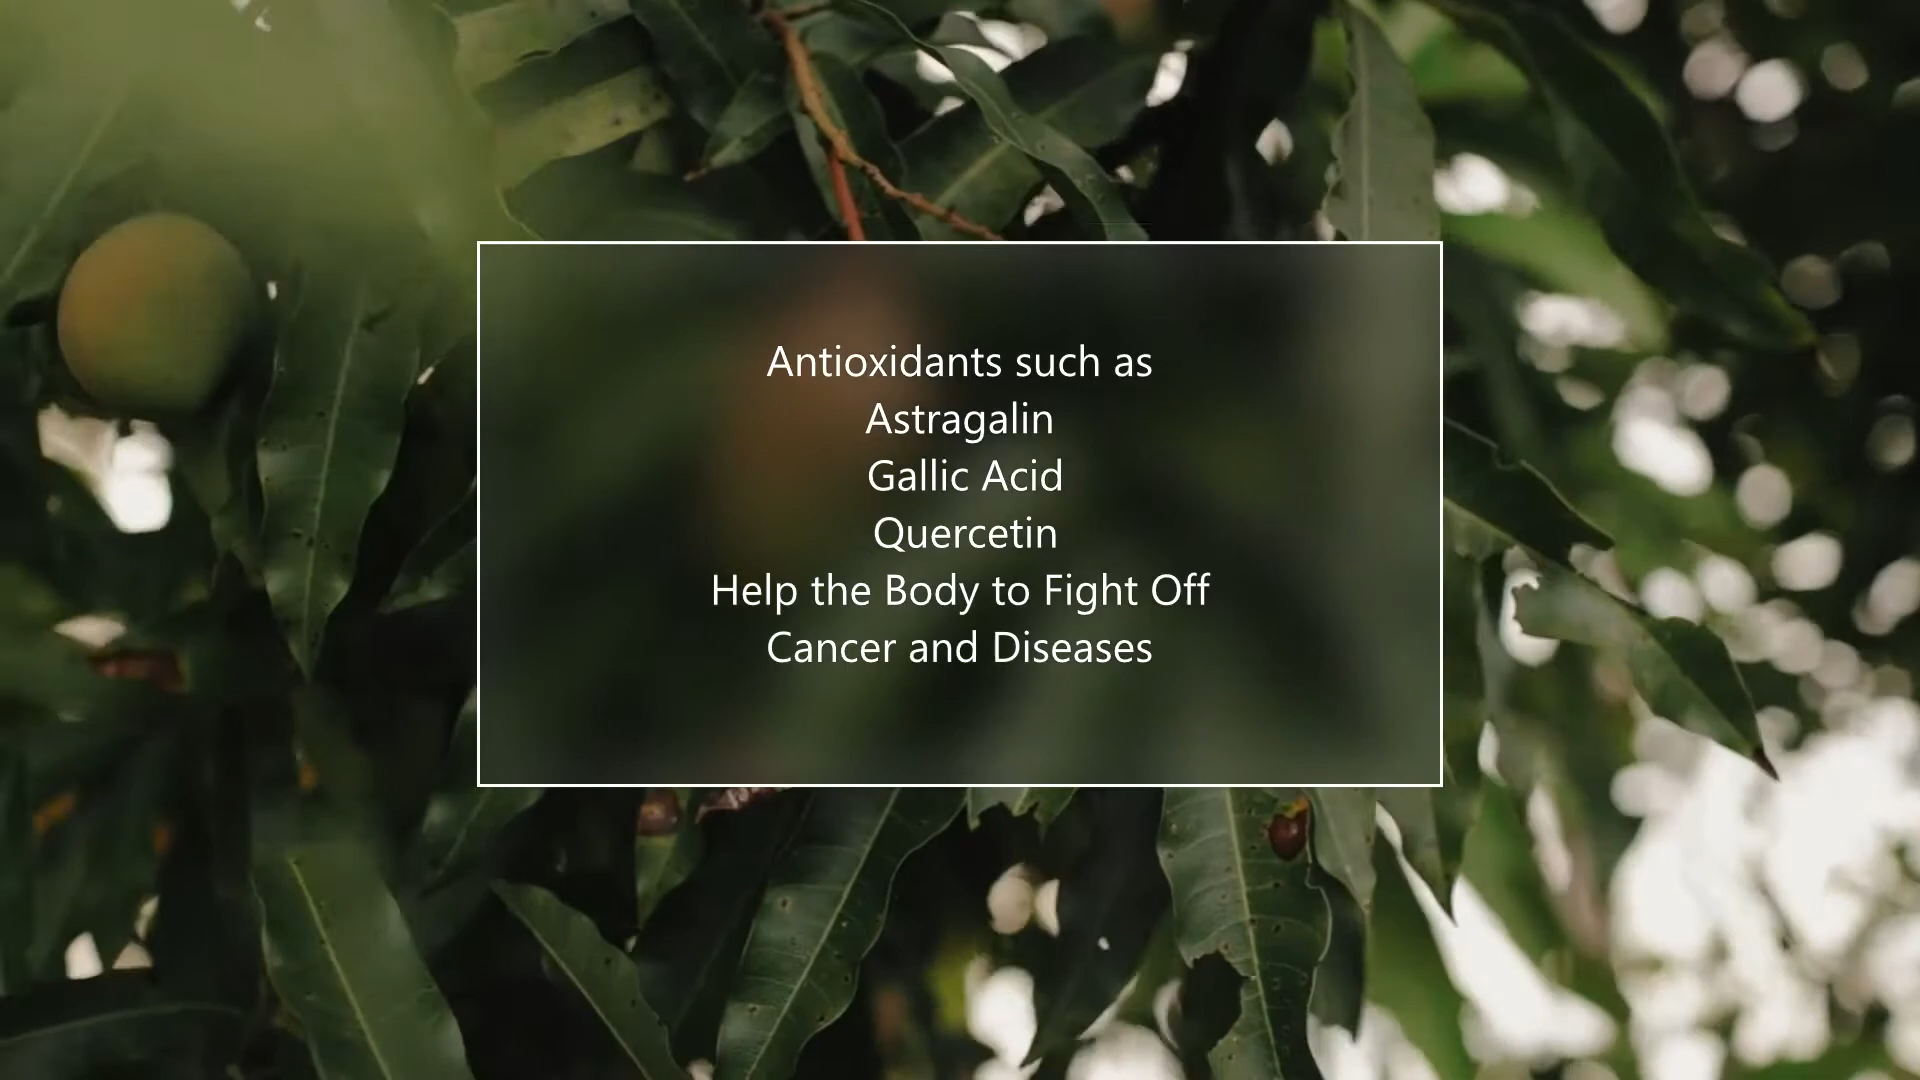 Antioxidants such as
Astragalin
Gallic Acid
Quercetin
Help the Body to Fight Off
Cancer and Diseases